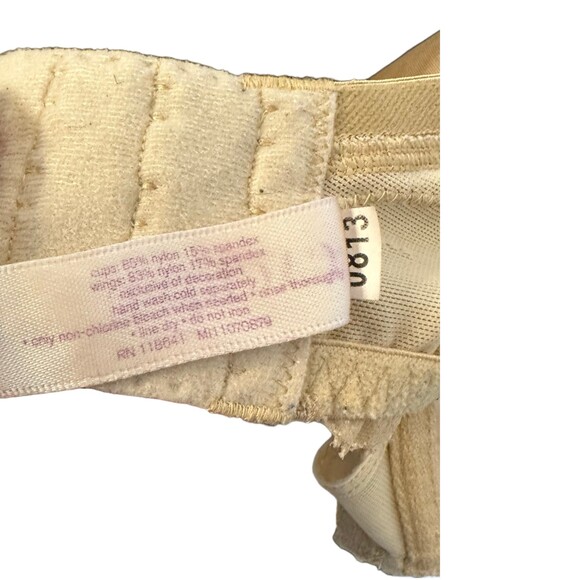 cups: 85% nylon 15% spandex
wings: 83% nylon 17% spandex
exclusive of decoration
hand wash cold separately
• only non-chlorine bleach when needed • rinse thoroughly
• line dry • do not iron
RN 118641 MI11070879
0813